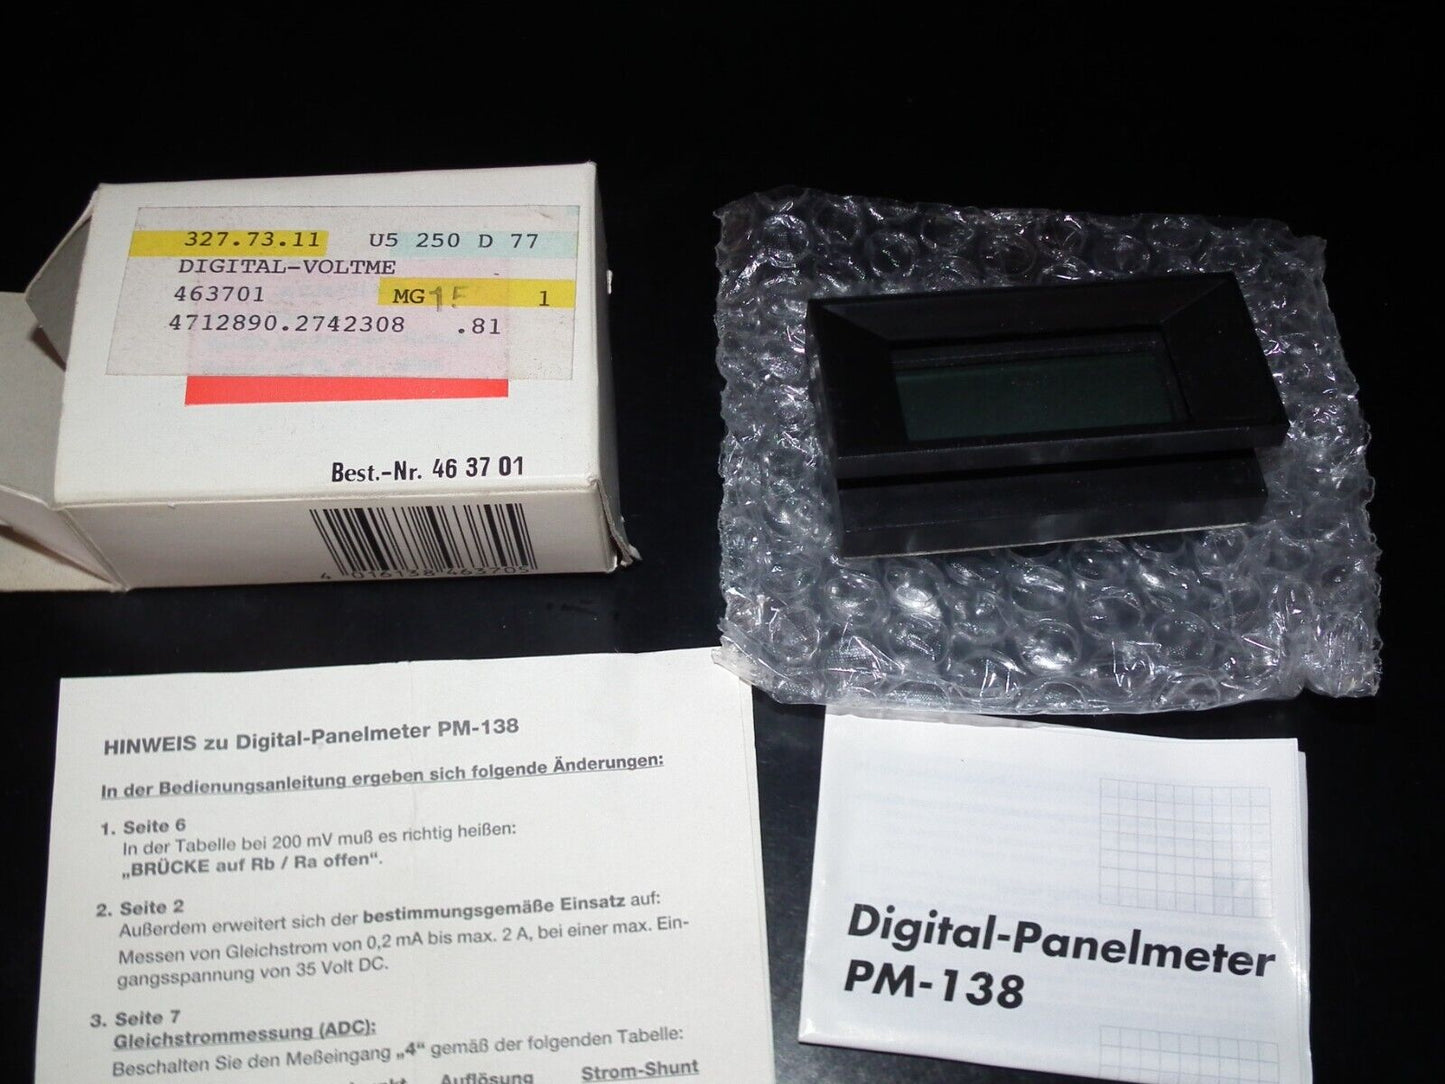 327.73.11 U5 250 D 77
DIGITAL-VOLTME
463701 MG15 1
4712890.2742308 .81
Best.-Nr. 46 37 01
4 016138 463705
HINWEIS zu Digital-Panelmeter PM-138
In der Bedienungsanleitung ergeben sich folgende Änderungen:
1. Seite 6
In der Tabelle bei 200 mV muß es richtig heißen:
„BRÜCKE auf Rb / Ra offen“.
2. Seite 2
Außerdem erweitert sich der bestimmungsgemäße Einsatz auf:
Messen von Gleichstrom von 0,2 mA bis max. 2 A, bei einer max. Ein-
gangsspannung von 35 Volt DC.
3. Seite 7
Gleichstrommessung (ADC):
Beschalten Sie den Meßeingang „4“ gemäß der folgenden Tabelle:
Auflösung Strom-Shunt
Digital-Panelmeter
PM-138